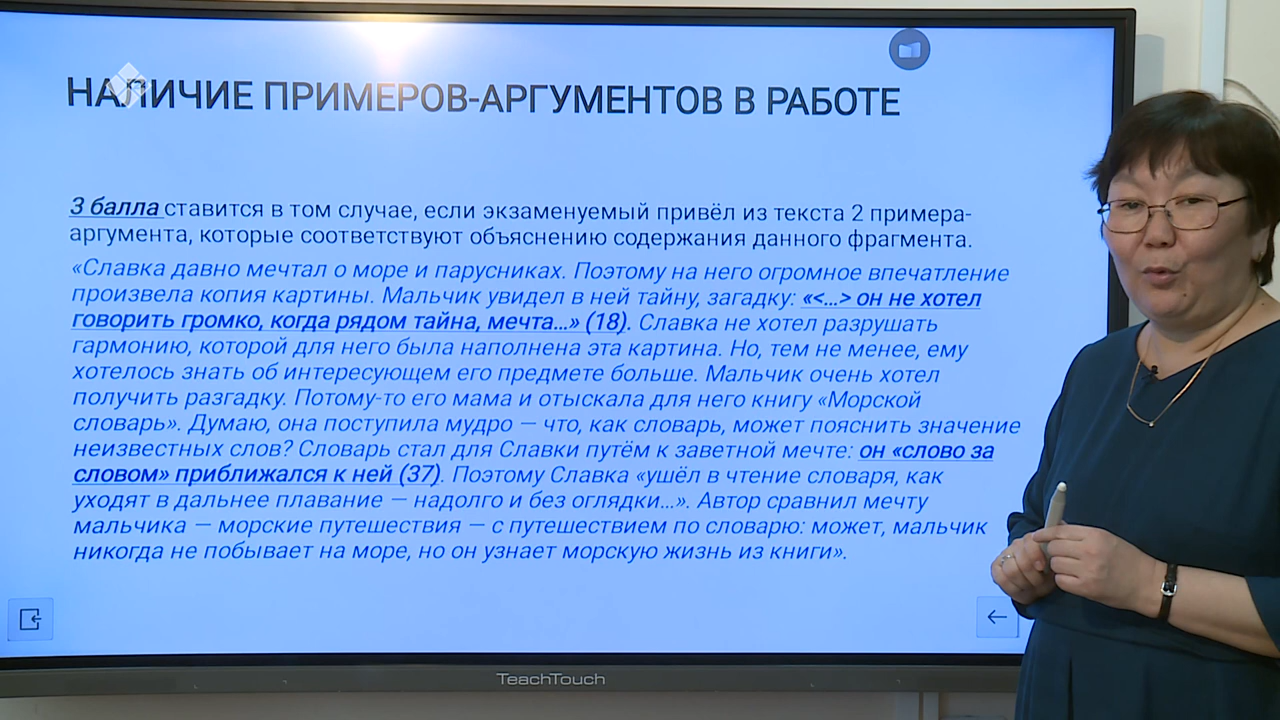 НАЛИЧИЕ ПРИМЕРОВ-АРГУМЕНТОВ В РАБОТЕ
3 балла ставится в том случае, если экзаменуемый привёл из текста 2 примера-
аргумента, которые соответствуют объяснению содержания данного фрагмента.
«Славка давно мечтал о море и парусниках. Поэтому на него огромное впечатление
произвела копия картины. Мальчик увидел в ней тайну, загадку: «<...> он не хотел
говорить громко, когда рядом тайна, мечта...» (18). Славка не хотел разрушать
гармонию, которой для него была наполнена эта картина. Но, тем не менее, ему
хотелось знать об интересующем его предмете больше. Мальчик очень хотел
получить разгадку. Потому-то его мама и отыскала для него книгу «Морской
словарь». Думаю, она поступила мудро — что, как словарь, может пояснить значение
неизвестных слов? Словарь стал для Славки путём к заветной мечте: он «слово за
словом» приближался к ней (37). Поэтому Славка «ушёл в чтение словаря, как
уходят в дальнее плавание — надолго и без оглядки...». Автор сравнил мечту
мальчика — морские путешествия — с путешествием по словарю: может, мальчик
никогда не побывает на море, но он узнает морскую жизнь из книги».
TeachTouch